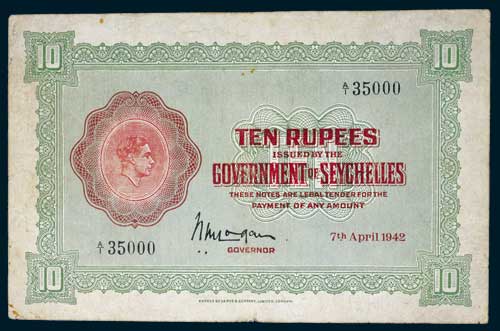 10 10
A/1 35000
TEN RUPEES
ISSUED BY THE
GOVERNMENT OF SEYCHELLES
THESE NOTES ARE LEGAL TENDER FOR THE
PAYMENT OF ANY AMOUNT
A/1 35000
GOVERNOR
7th April 1942
10 10